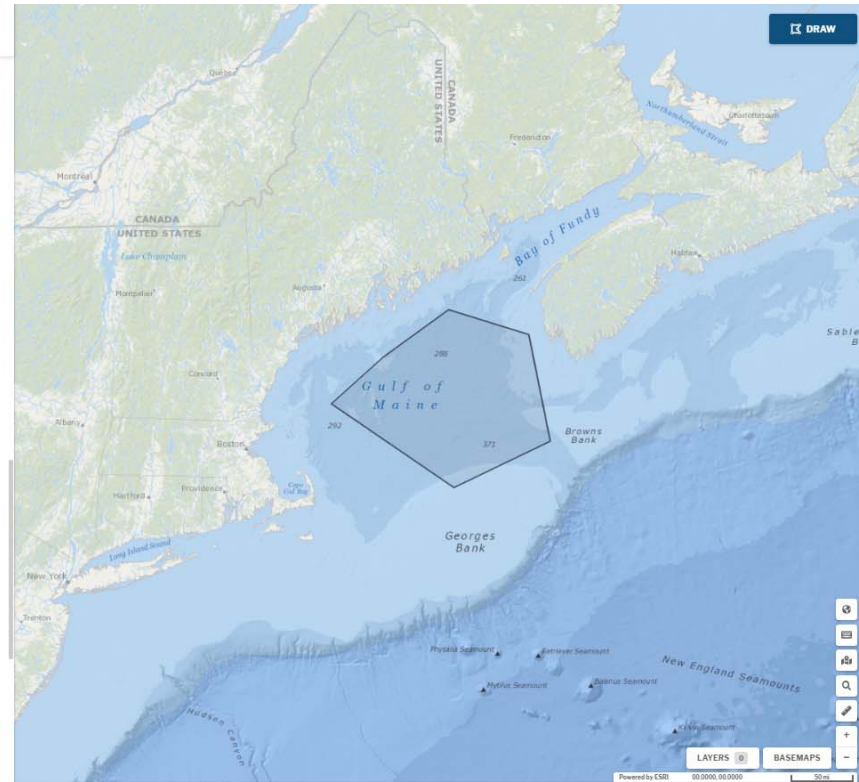 DRAW
Québec
CANADA
UNITED STATES
Charlottetown
Northumberland Strait
Fredericton
Montréal
CANADA
UNITED STATES
Lake Champlain
Bay of Fundy
Halifax
261
Augusta
Montpelier
Sable
B
286
Concord
Gulf of
Maine
Albany
292
Browns
Bank
Boston
371
Cape
Cod Bay
Hartford
Providence
Georges
Bank
Long Island Sound
New York
Trenton
Physalia Seamount
Retriever Seamount
New England Seamounts
Mytilus Seamount
Balanus Seamount
Hudson Canyon
Kelvin Seamount
+
LAYERS 0
BASEMAPS
−
Powered by ESRI
00.0000, 00.0000
50 mi